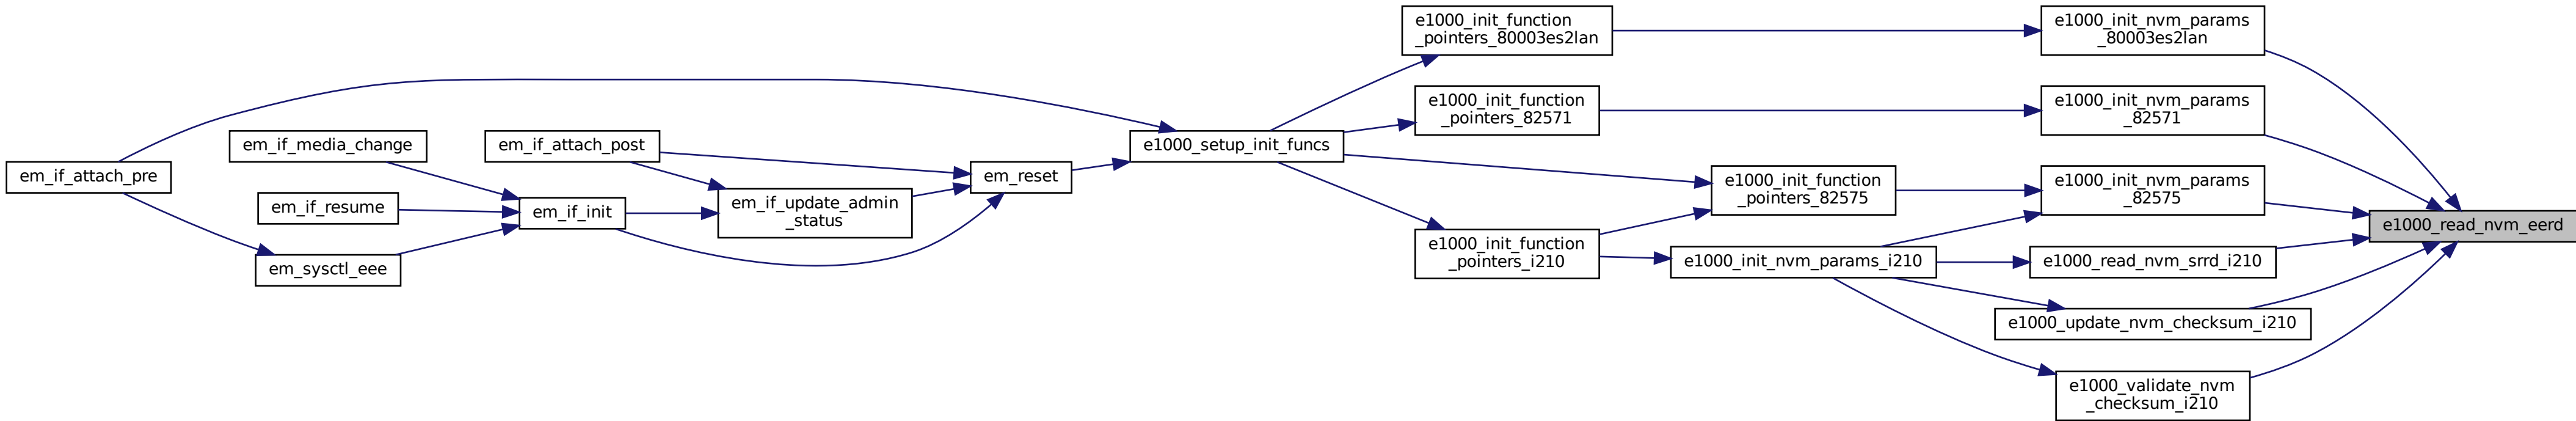 em_if_attach_pre
em_if_media_change
em_if_resume
em_sysctl_eee
em_if_attach_post
em_if_init
em_if_update_admin
_status
em_reset
e1000_setup_init_funcs
e1000_init_function
_pointers_80003es2lan
e1000_init_function
_pointers_82571
e1000_init_function
_pointers_i210
e1000_init_function
_pointers_82575
e1000_init_nvm_params_i210
e1000_init_nvm_params
_80003es2lan
e1000_init_nvm_params
_82571
e1000_init_nvm_params
_82575
e1000_read_nvm_srrd_i210
e1000_update_nvm_checksum_i210
e1000_validate_nvm
_checksum_i210
e1000_read_nvm_eerd